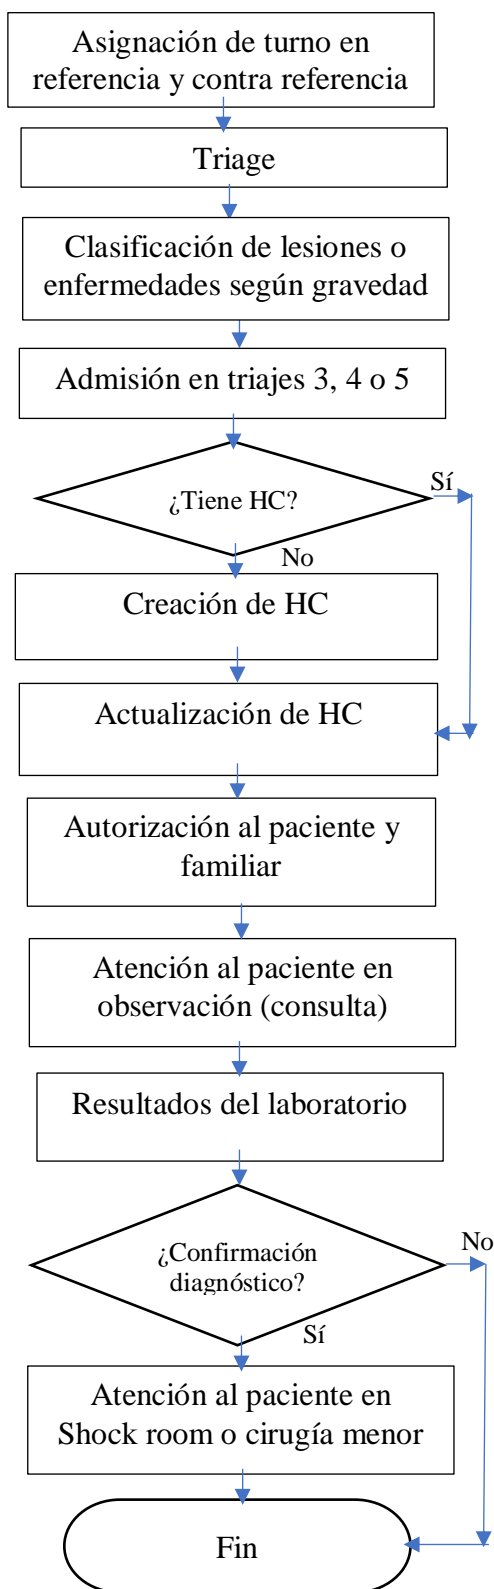 Asignación de turno en
referencia y contra referencia
Triage
Clasificación de lesiones o
enfermedades según gravedad
Admisión en triajes 3, 4 o 5
¿Tiene HC?
Sí
No
Creación de HC
Actualización de HC
Autorización al paciente y
familiar
Atención al paciente en
observación (consulta)
Resultados del laboratorio
¿Confirmación
diagnóstico?
No
Sí
Atención al paciente en
Shock room o cirugía menor
Fin